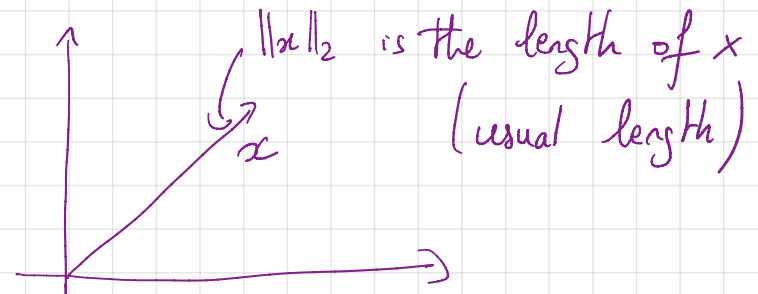 ||x||₂ is the length of x
(usual length)
x